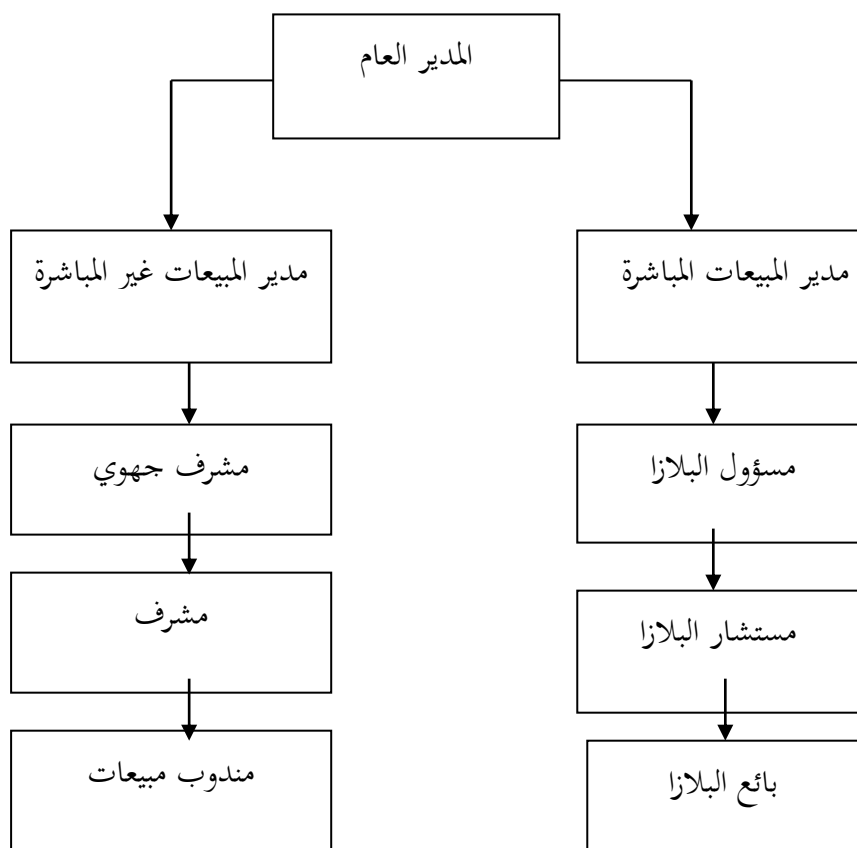 المدير العام
مدير المبيعات المباشرة
مدير المبيعات غير المباشرة
مسؤول البلازا
مشرف جهوي
مستشار البلازا
مشرف
بائع البلازا
مندوب مبيعات